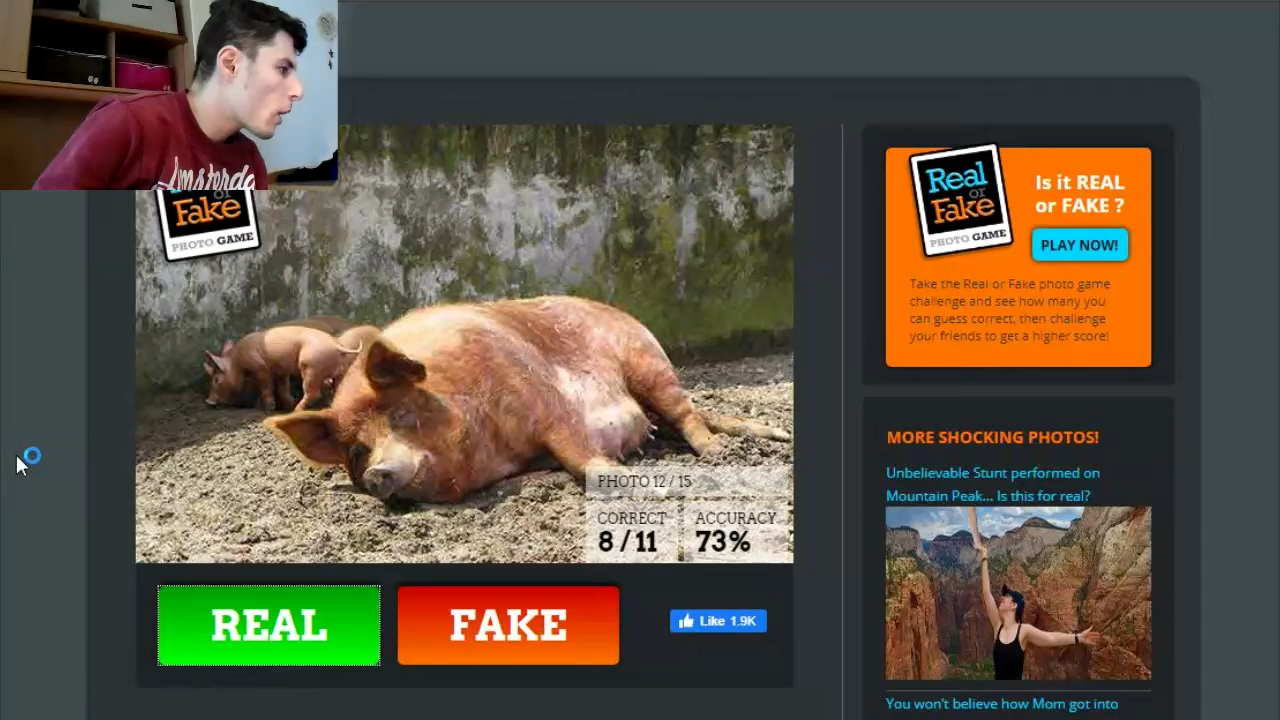 Amsterda
or
Fake
PHOTO GAME
PHOTO 12 / 15
CORRECT
8 / 11
ACCURACY
73%
REAL
FAKE
Like 1.9K
Real
or
Fake
PHOTO GAME
Is it REAL
or FAKE ?
PLAY NOW!
Take the Real or Fake photo game
challenge and see how many you
can guess correct, then challenge
your friends to get a higher score!
MORE SHOCKING PHOTOS!
Unbelievable Stunt performed on
Mountain Peak... Is this for real?
You won't believe how Mom got into